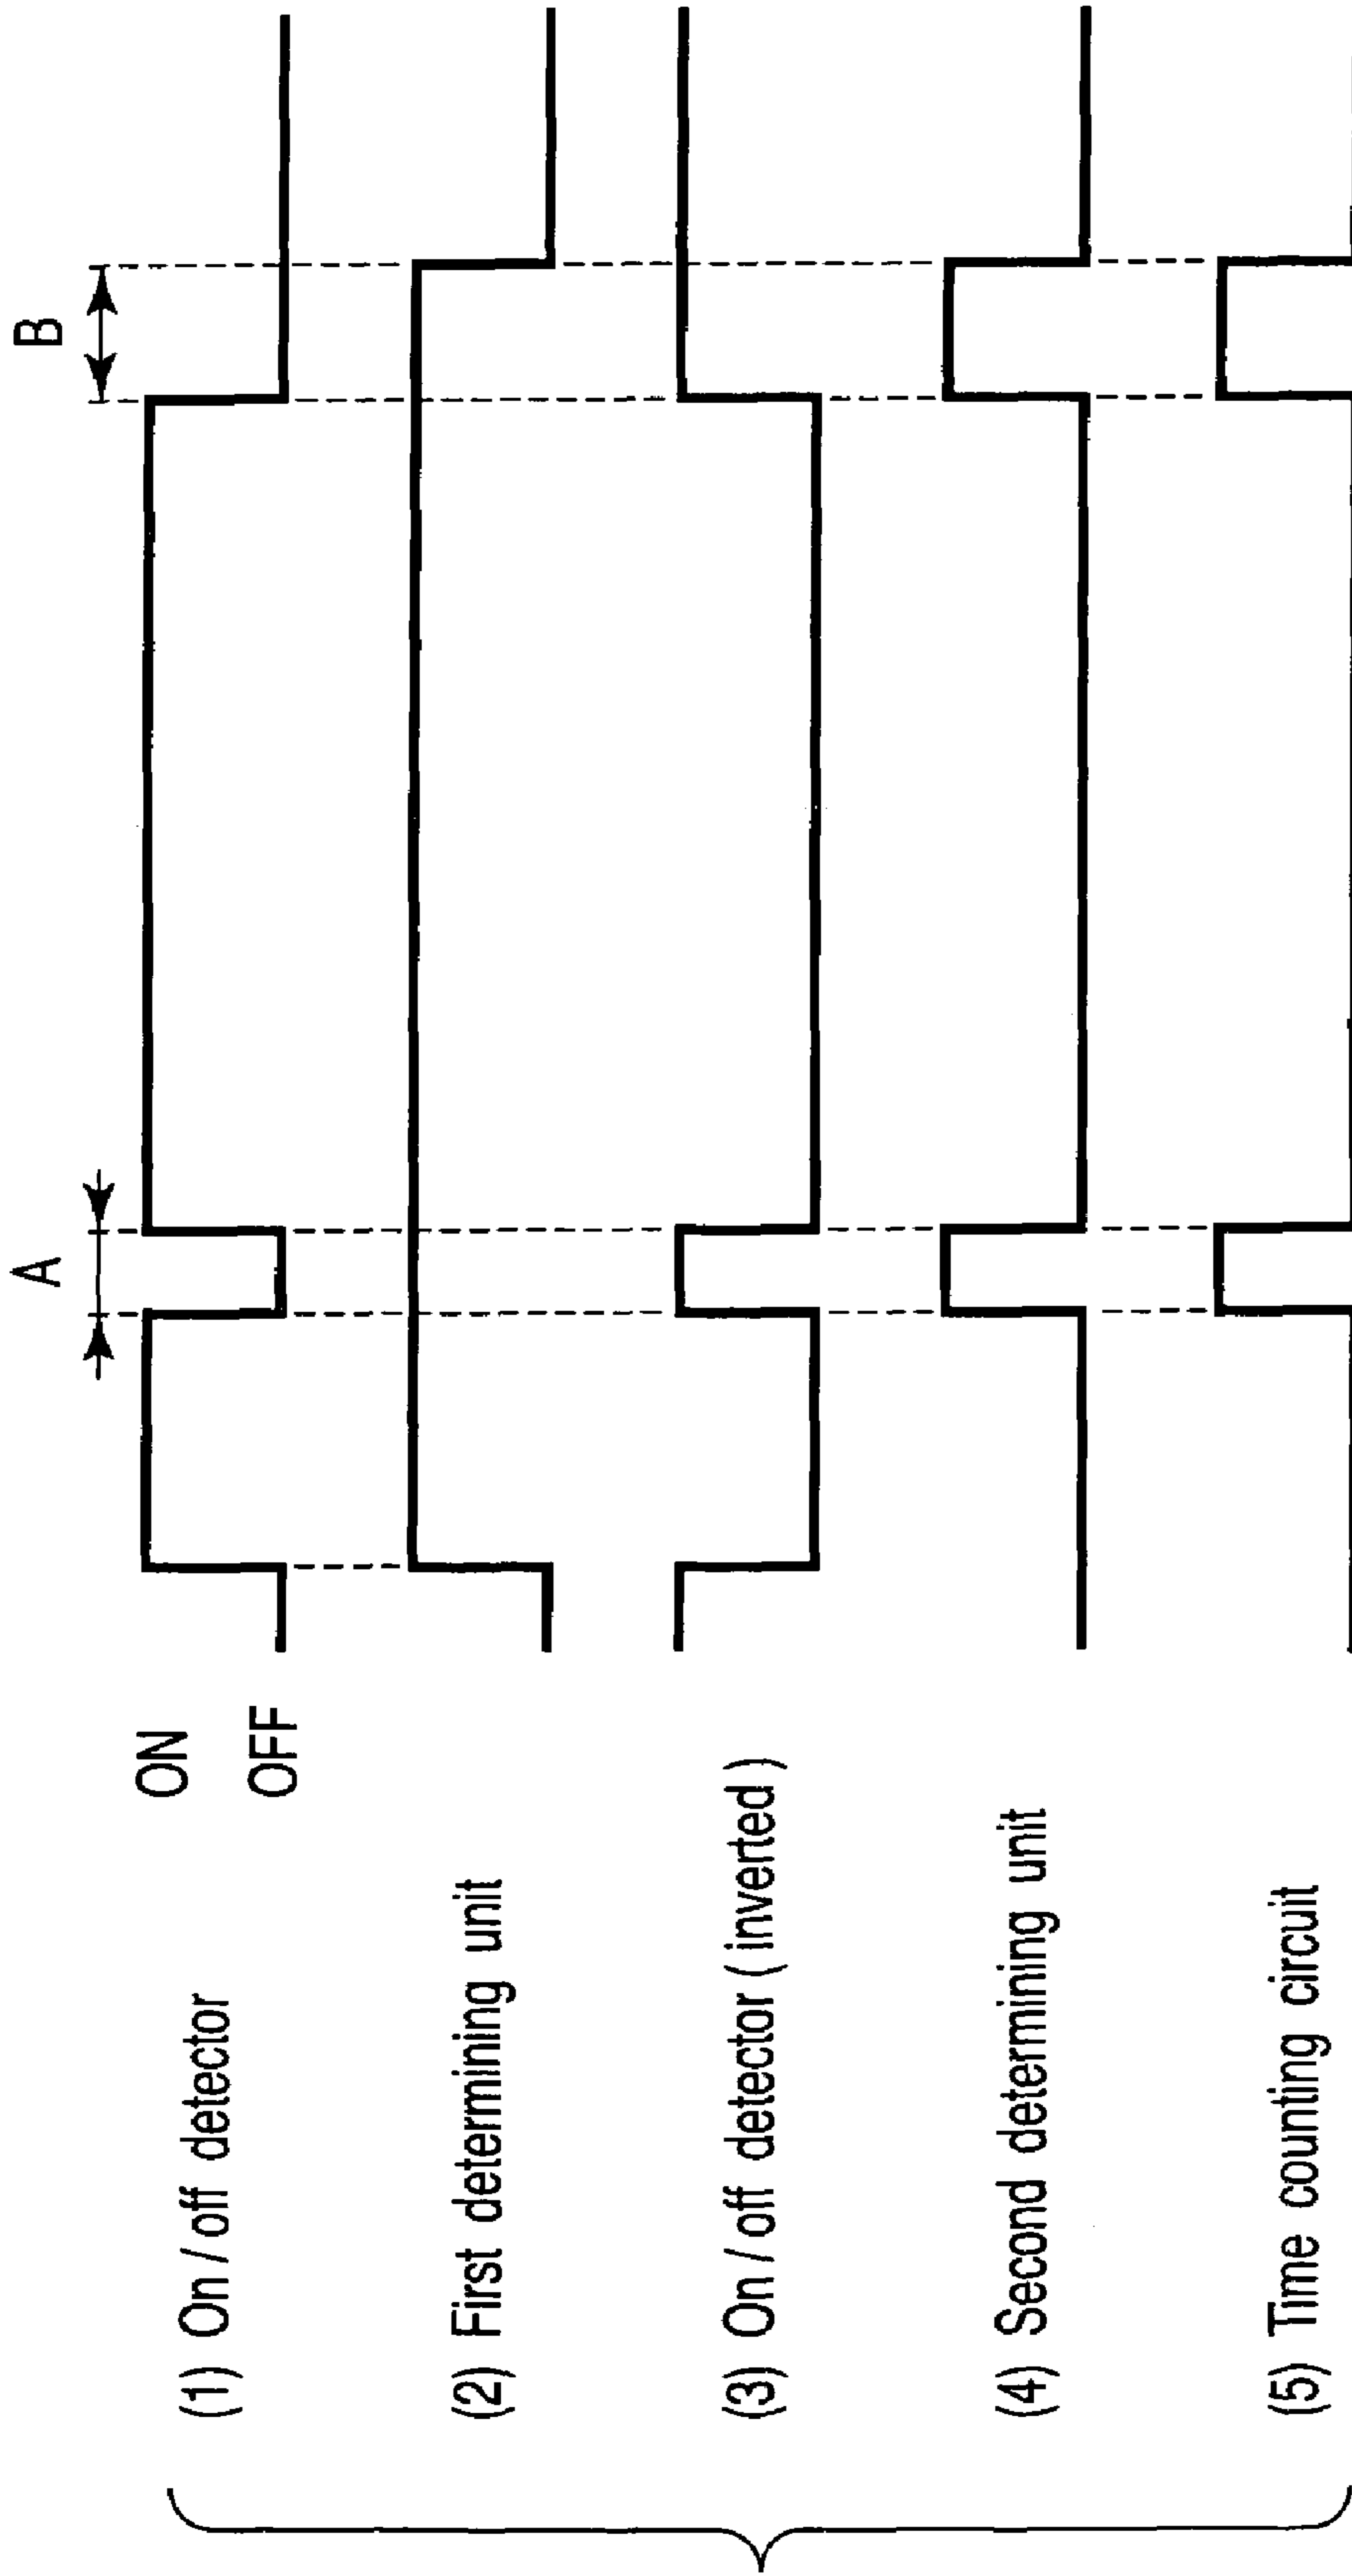 A
B
ON
OFF
(1) On / off detector
(2) First determining unit
(3) On / off detector ( inverted )
(4) Second determining unit
(5) Time counting circuit